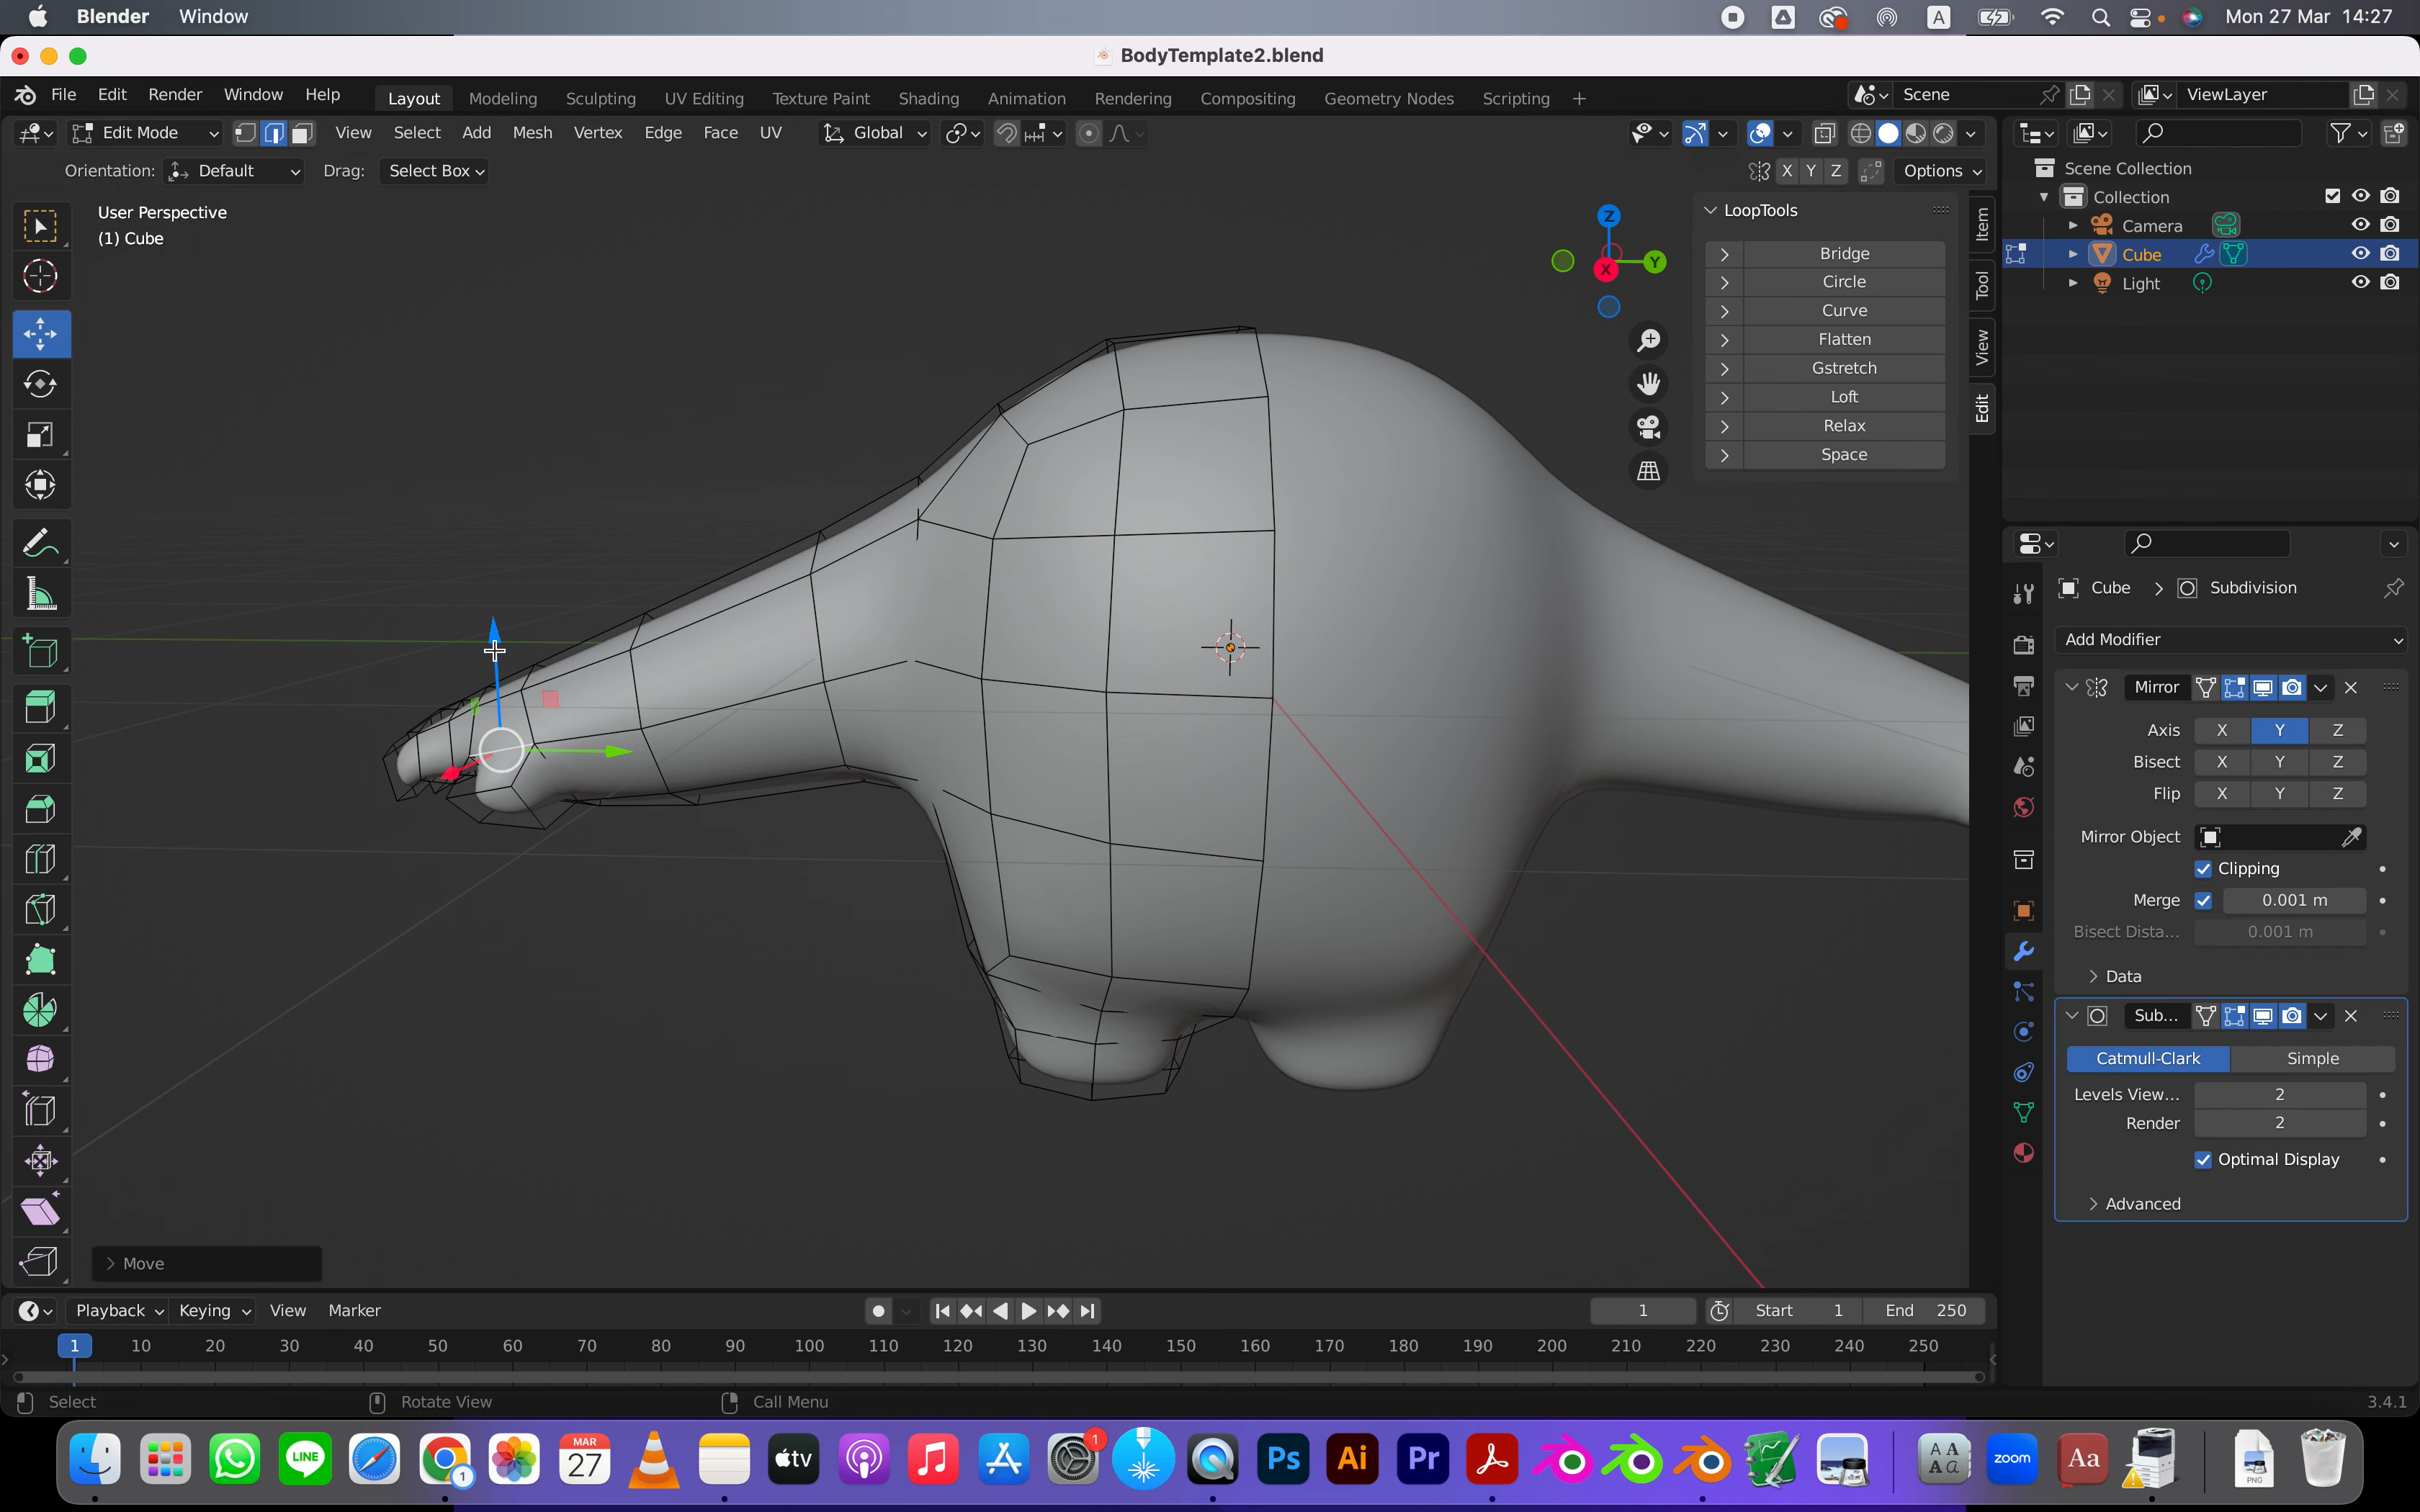 Blender Window
A
Mon 27 Mar 14:27
BodyTemplate2.blend
File Edit Render Window Help
Layout Modeling Sculpting UV Editing Texture Paint Shading Animation Rendering Compositing Geometry Nodes Scripting +
Scene
ViewLayer
Edit Mode
View Select Add Mesh Vertex Edge Face UV
Global
Orientation: Default Drag: Select Box
X Y Z
Options
User Perspective
(1) Cube
Z
Y
X
LoopTools
Bridge
Circle
Curve
Flatten
Gstretch
Loft
Relax
Space
Item
Tool
View
Edit
Scene Collection
Collection
Camera
Cube
Light
Cube > Subdivision
Add Modifier
Mirror
Axis X Y Z
Bisect X Y Z
Flip X Y Z
Mirror Object
Clipping
Merge 0.001 m
Bisect Dista... 0.001 m
Data
Sub...
Catmull-Clark Simple
Levels View... 2
Render 2
Optimal Display
Advanced
Move
Playback Keying View Marker
1
Start 1
End 250
1 10 20 30 40 50 60 70 80 90 100 110 120 130 140 150 160 170 180 190 200 210 220 230 240 250
Select
Rotate View
Call Menu
3.4.1
LINE
1
MAR
27
tv
1
Ps
Ai
Pr
A A
A a
zoom
Aa
PNG